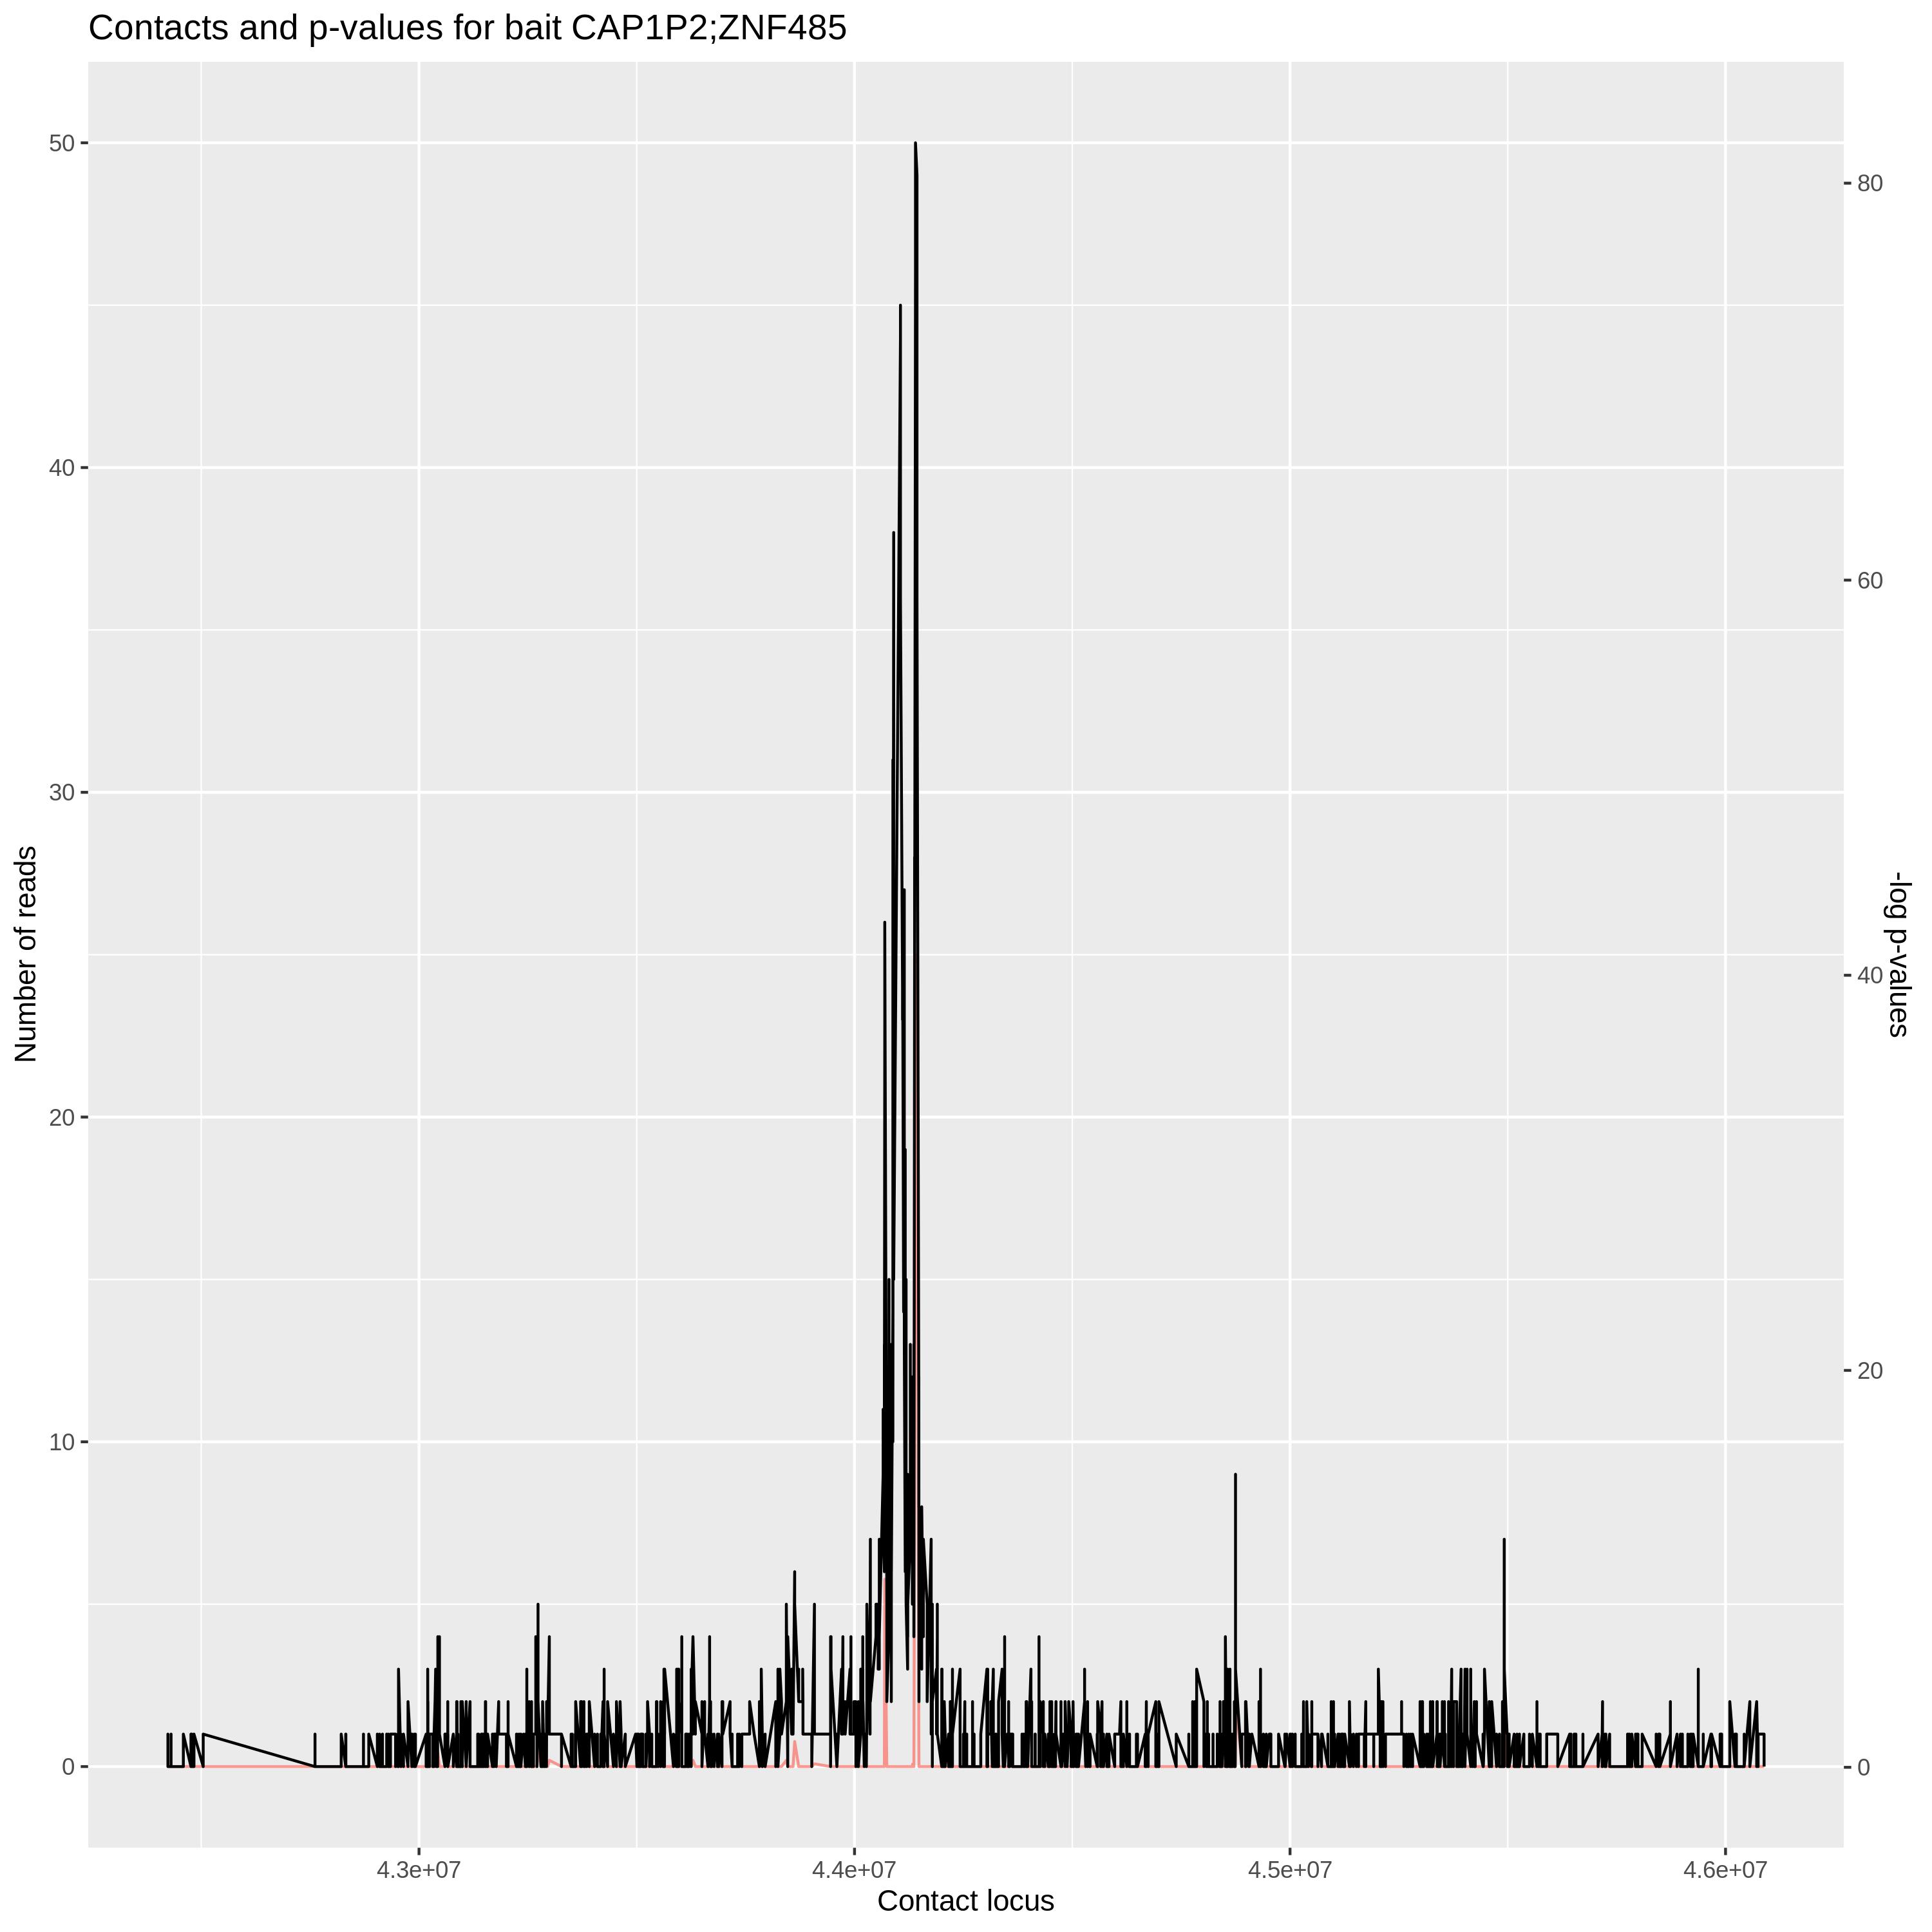 Contacts and p-values for bait CAP1P2;ZNF485
50
40
30
20
10
0
Number of reads
80
60
40
20
0
-log p-values
4.3e+07
4.4e+07
4.5e+07
4.6e+07
Contact locus